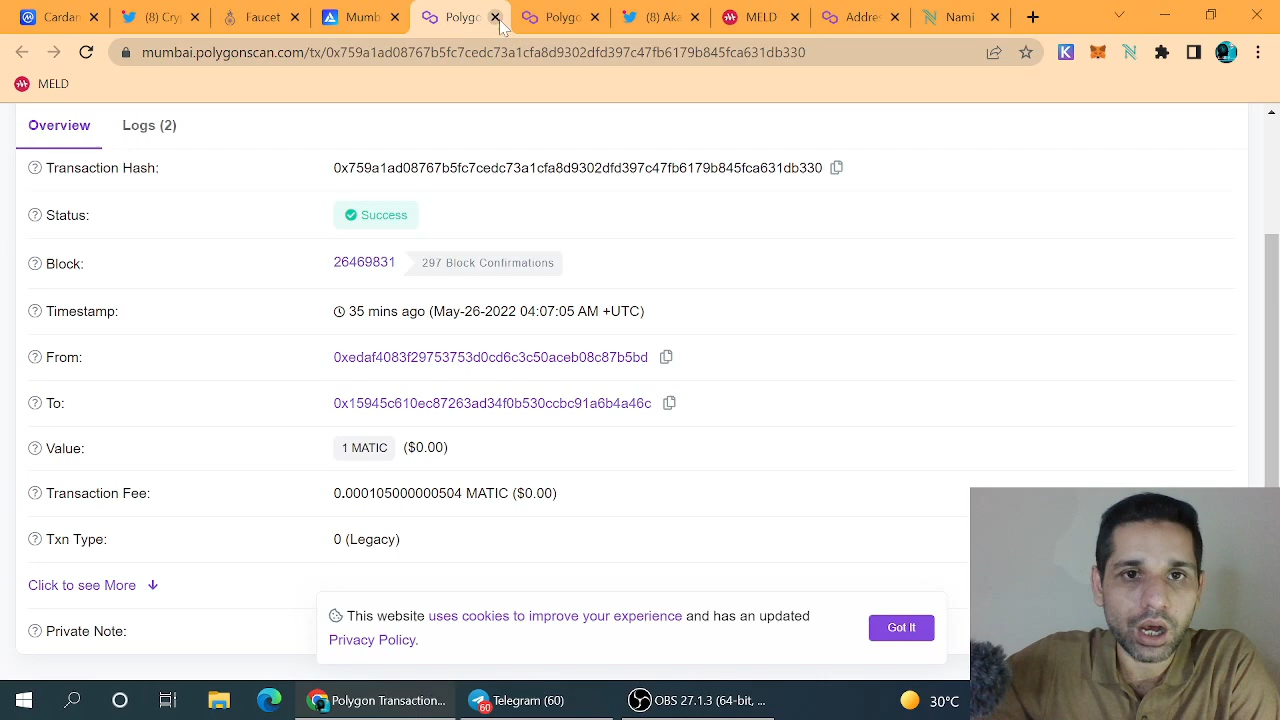 Cardan
(8) Cry
Faucet
Mumb
Polygo
Polygo
(8) Aka
MELD
Addre
Nami
mumbai.polygonscan.com/tx/0x759a1ad08767b5fc7cedc73a1cfa8d9302dfd397c47fb6179b845fca631db330
K
MELD
Overview
Logs (2)
Transaction Hash: 0x759a1ad08767b5fc7cedc73a1cfa8d9302dfd397c47fb6179b845fca631db330
Status: Success
Block: 26469831 297 Block Confirmations
Timestamp: 35 mins ago (May-26-2022 04:07:05 AM +UTC)
From: 0xedaf4083f29753753d0cd6c3c50aceb08c87b5bd
To: 0x15945c610ec87263ad34f0b530ccbc91a6b4a46c
Value: 1 MATIC ($0.00)
Transaction Fee: 0.000105000000504 MATIC ($0.00)
Txn Type: 0 (Legacy)
Click to see More
Private Note:
This website uses cookies to improve your experience and has an updated
Privacy Policy.
Got It
Polygon Transaction...
60
Telegram (60)
OBS 27.1.3 (64-bit, ...
30°C